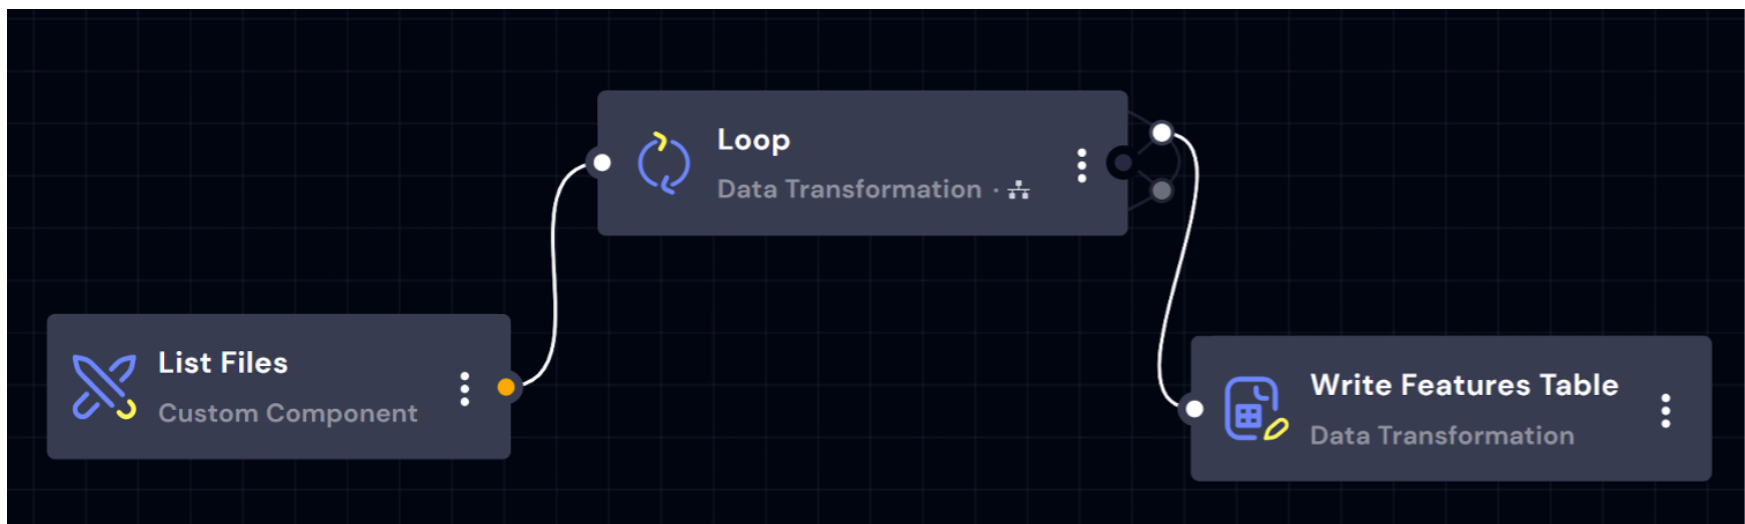 Loop
Data Transformation ·
List Files
Custom Component
Write Features Table
Data Transformation